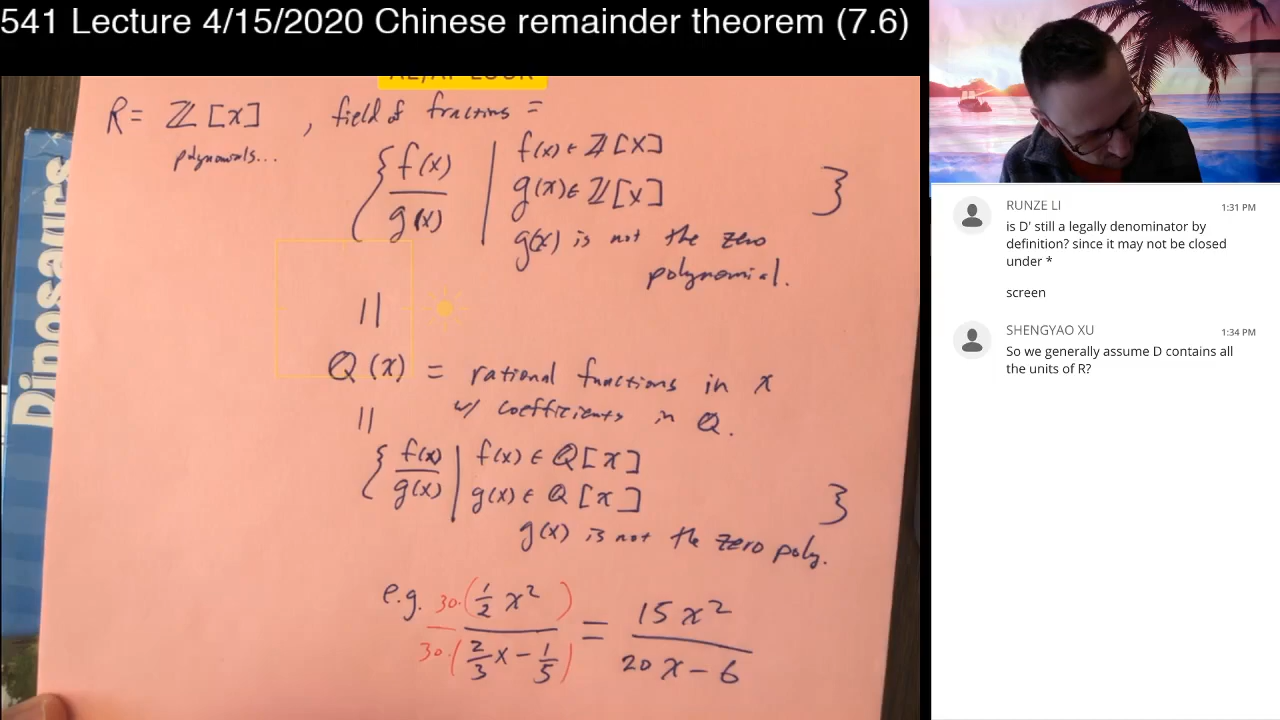 541 Lecture 4/15/2020 Chinese remainder theorem (7.6)
AE/AF LOCK
Dinosaurs
R = ℤ[x] , field of fractions =
polynomials...
{ f(x)/g(x) | f(x) ∈ ℤ[x]
g(x) ∈ ℤ[x]
g(x) is not the zero
polynomial. }
||
ℚ(x) = rational functions in x
w/ coefficients in ℚ.
||
{ f(x)/g(x) | f(x) ∈ ℚ[x]
g(x) ∈ ℚ[x] }
g(x) is not the zero poly.
e.g. 30·(1/2 x²) / 30·(2/3 x − 1/5) = 15x² / 20x − 6
RUNZE LI 1:31 PM
is D' still a legally denominator by
definition? since it may not be closed
under *
screen
SHENGYAO XU 1:34 PM
So we generally assume D contains all
the units of R?